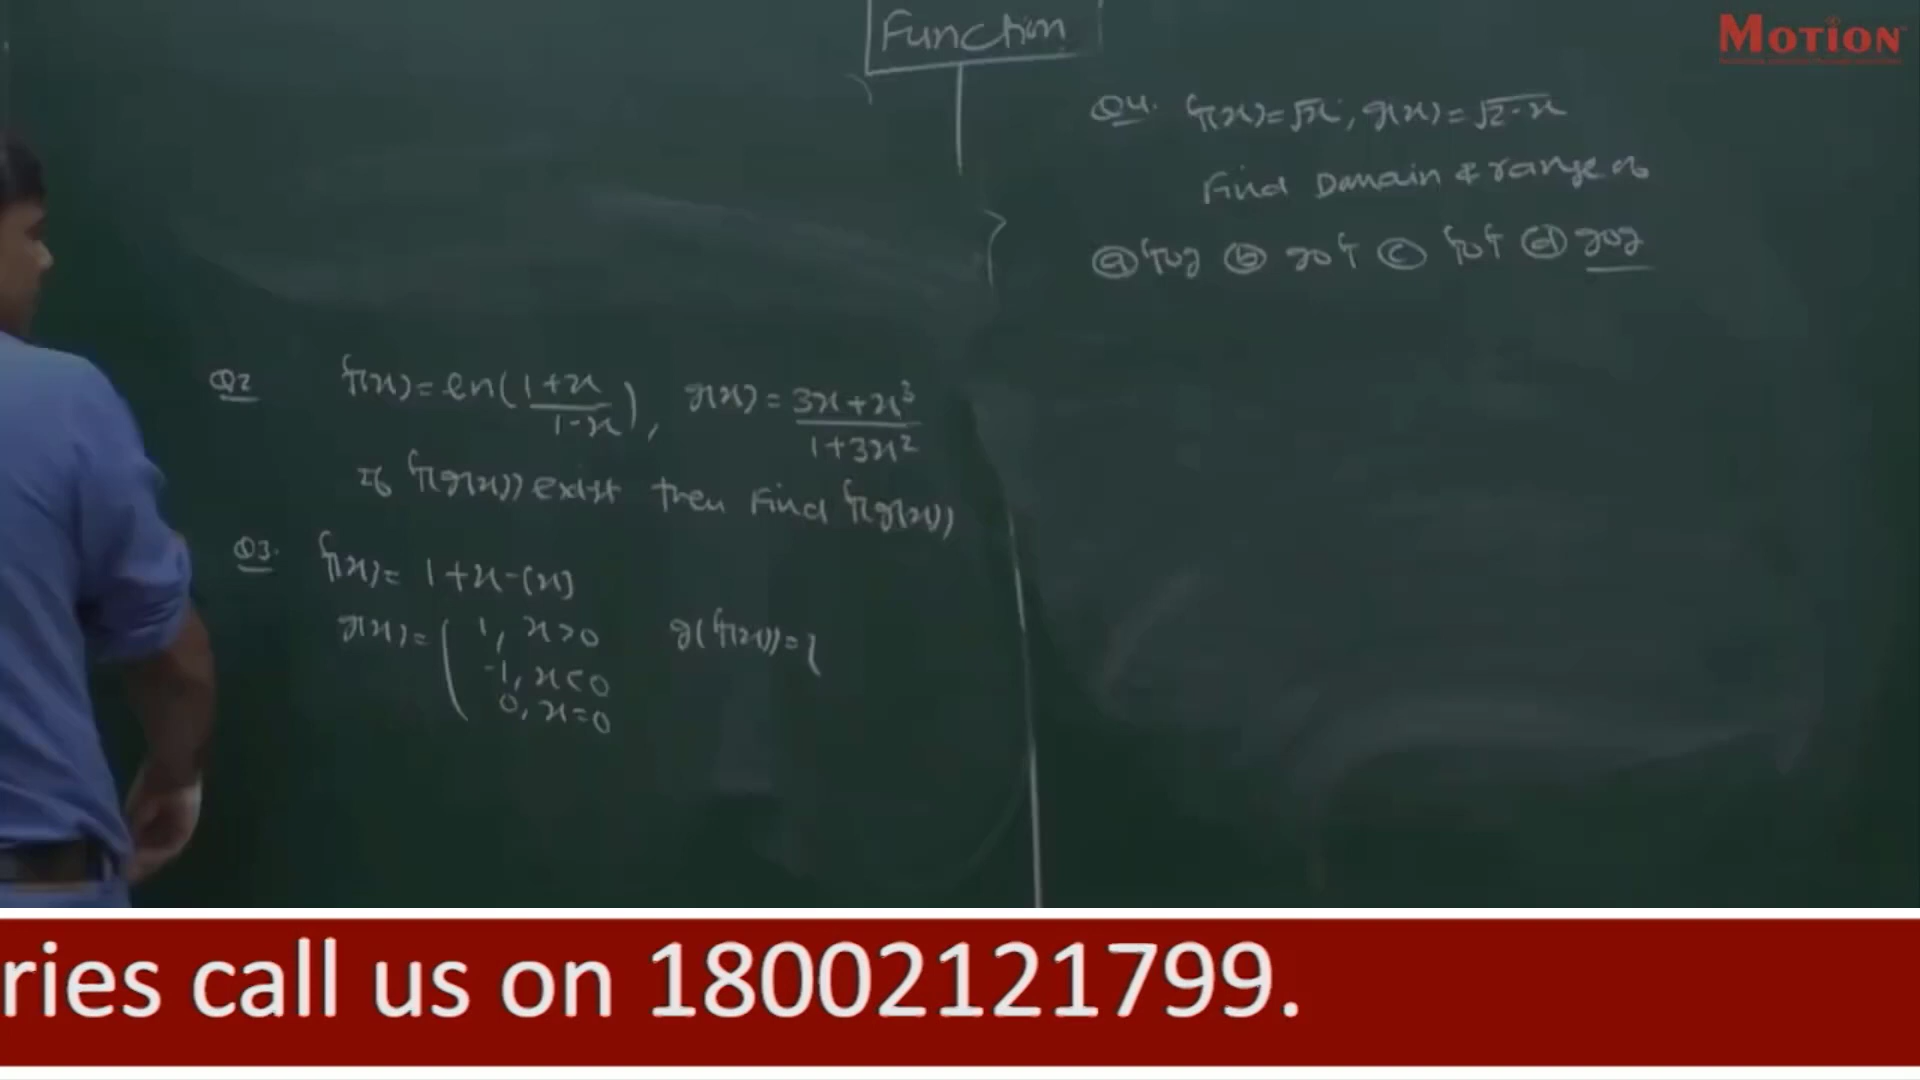 Function
MOTION
Q2 f(x) = ln(1+x/1-x), g(x) = 3x+x³/1+3x²
If f(g(x)) exist then find f(g(x))
Q3. f(x) = 1+x-[x]
g(x) = { 1, x>0 g(f(x)) = {
-1, x<0
0, x=0
Q4. f(x)=√x, g(x)=√2-x
Find Domain & range of
(a) fog (b) gof (c) fof (d) gog
ries call us on 18002121799.